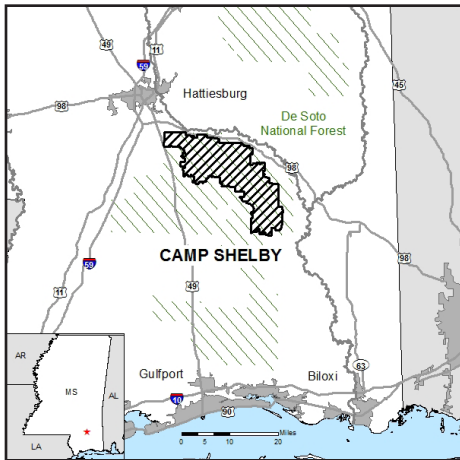 49
11
59
45
98
Hattiesburg
De Soto
National Forest
98
CAMP SHELBY
59
98
11
49
AR
MS
AL
LA
Gulfport
Biloxi
63
10
90
Miles
0 5 10 20